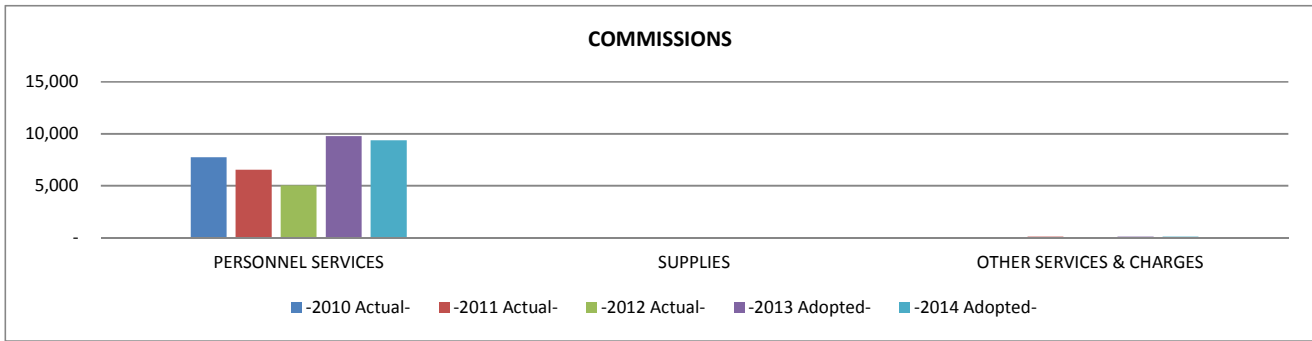 COMMISSIONS
15,000
10,000
5,000
-
PERSONNEL SERVICES SUPPLIES OTHER SERVICES & CHARGES
-2010 Actual- -2011 Actual- -2012 Actual- -2013 Adopted- -2014 Adopted-